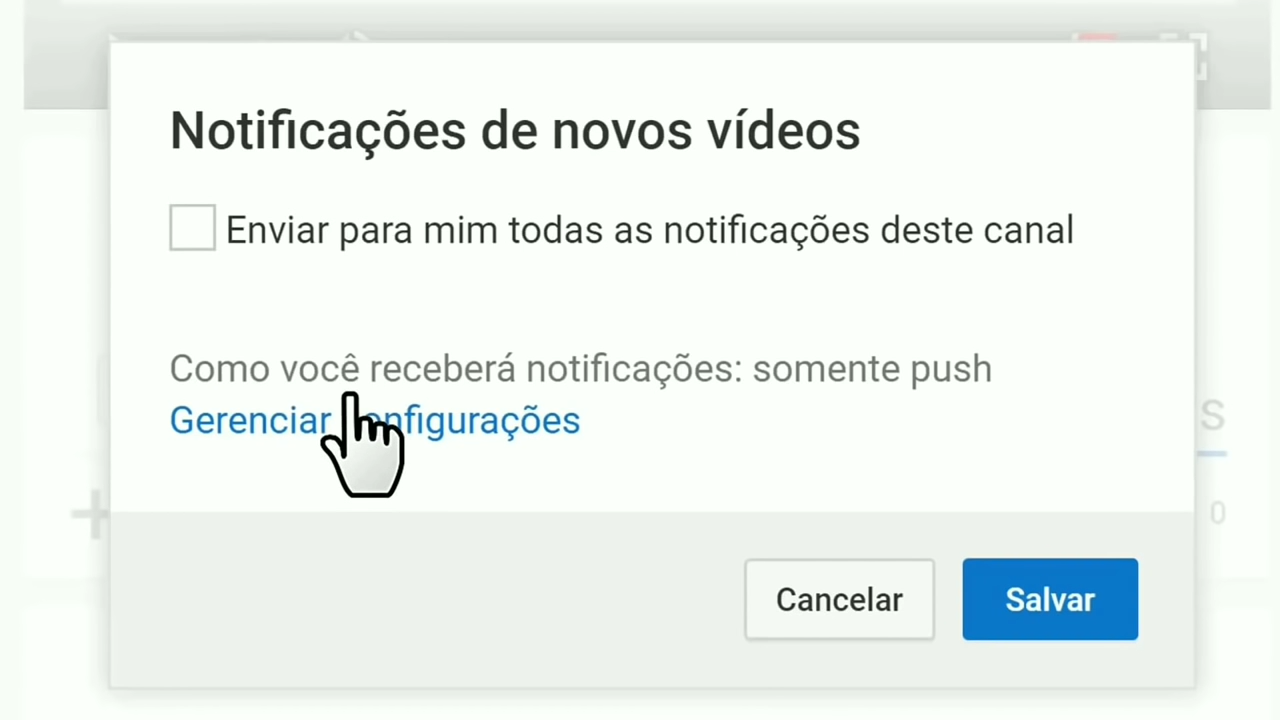 Notificações de novos vídeos
Enviar para mim todas as notificações deste canal
Como você receberá notificações: somente push
Gerenciar configurações
S
0
Cancelar
Salvar